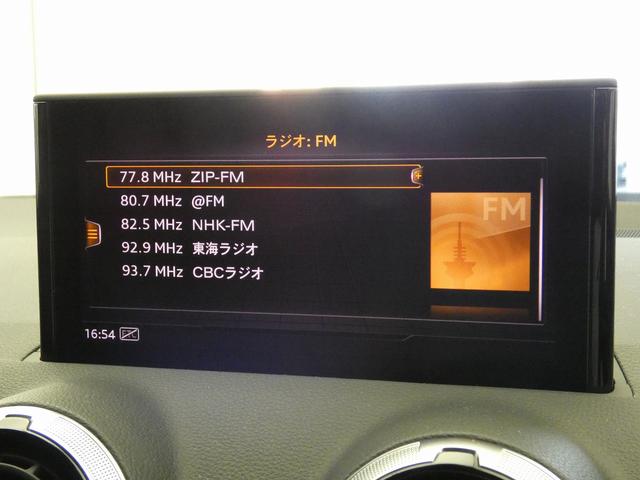 ラジオ: FM
77.8 MHz ZIP-FM
80.7 MHz @FM
82.5 MHz NHK-FM
92.9 MHz 東海ラジオ
93.7 MHz CBCラジオ
FM
16:54